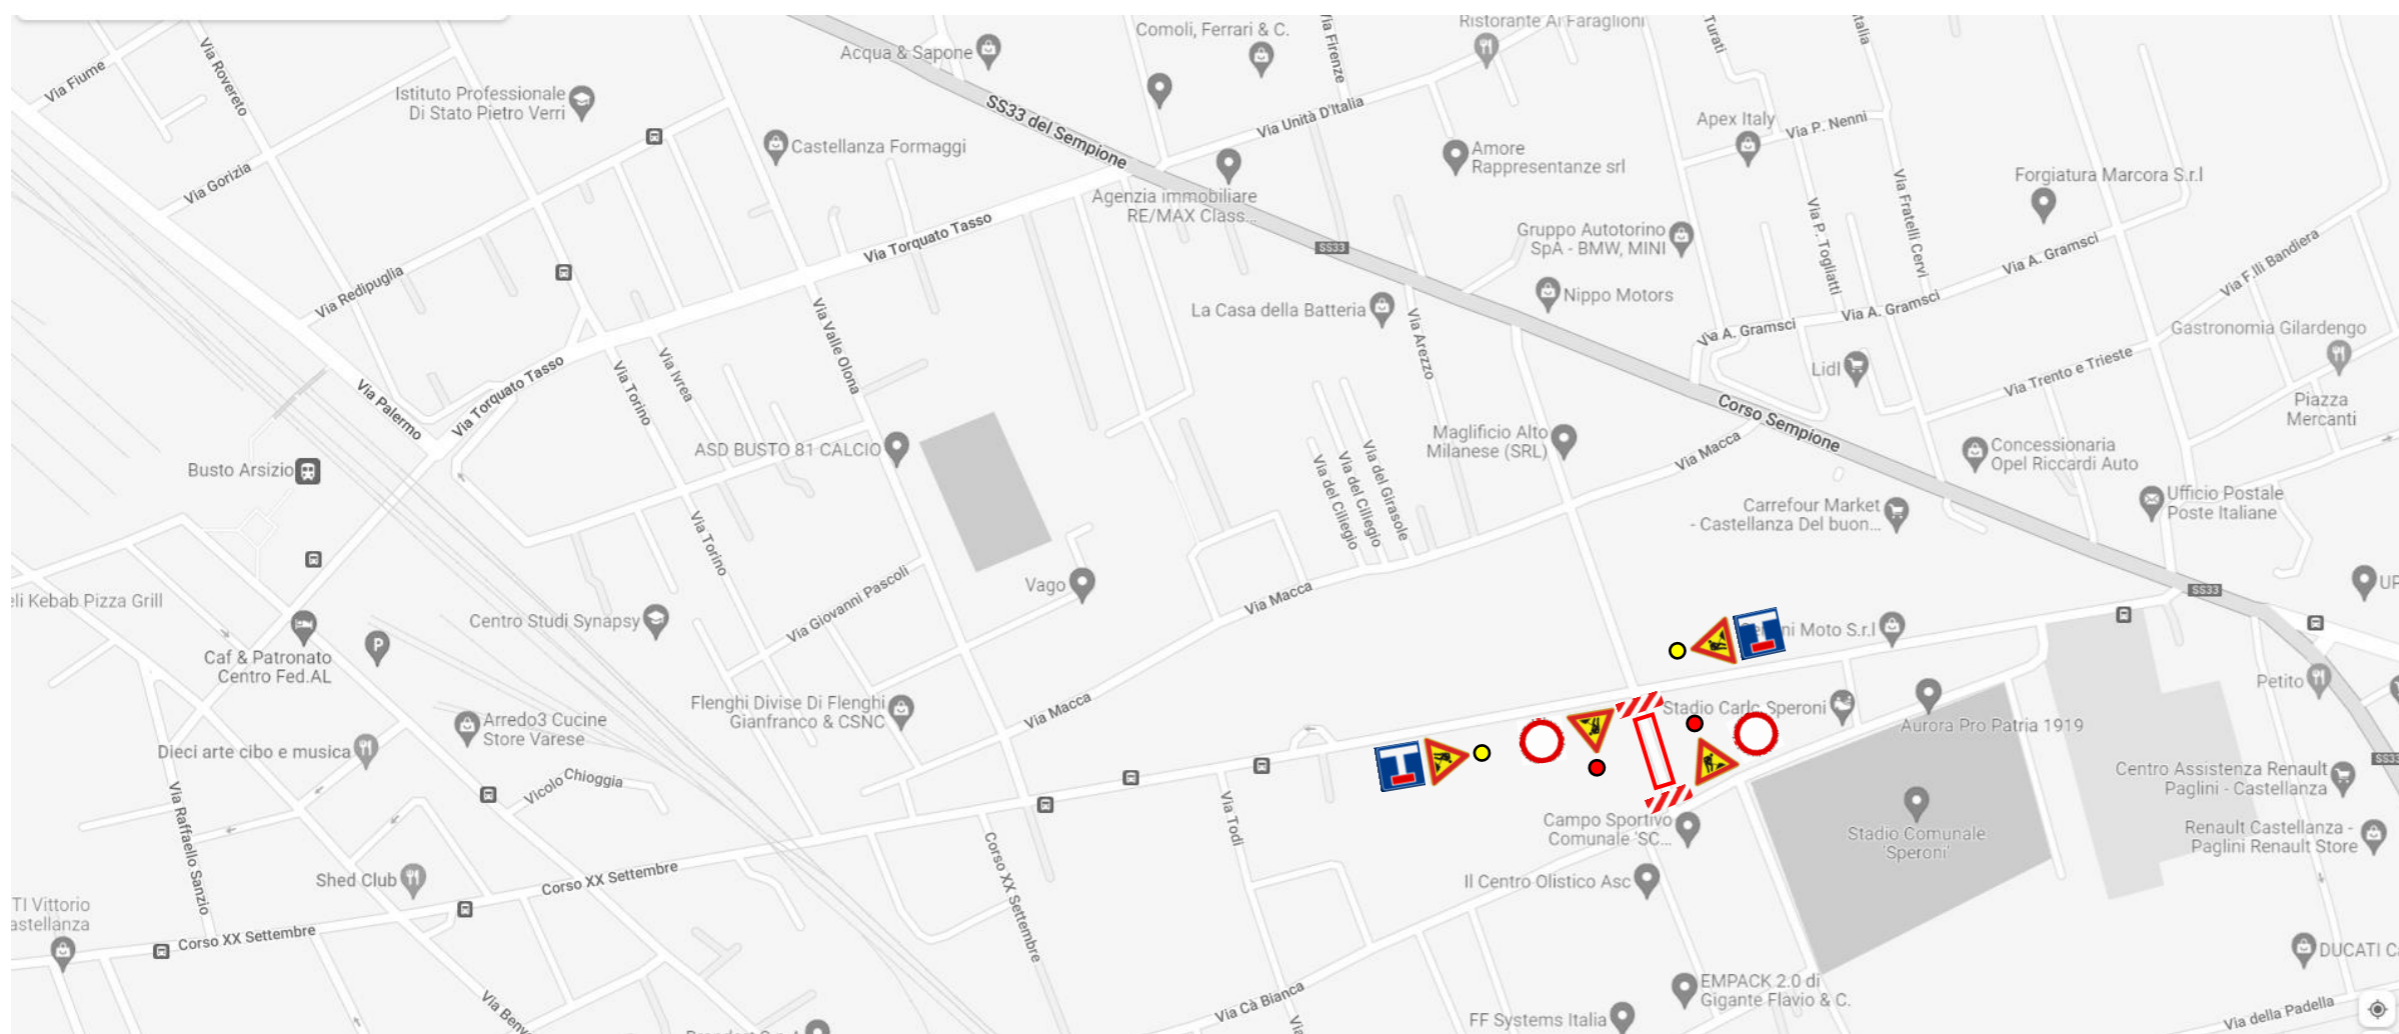 Via Fiume
Via Rovereto
Istituto Professionale
Di Stato Pietro Verri
Acqua & Sapone
Comoli, Ferrari & C.
Via Firenze
Ristorante Ai Faraglioni
Turati
SS33 del Sempione
Via Unità D'Italia
Castellanza Formaggi
Via Gorizia
Agenzia immobiliare
RE/MAX Class...
Amore
Rappresentanze srl
Apex Italy
Via P. Nenni
Forgiatura Marcora S.r.l
Via Torquato Tasso
Via Redipuglia
SS33
Gruppo Autotorino
SpA - BMW, MINI
Via P. Togliatti
Via Fratelli Cervi
Via A. Gramsci
Via F.lli Bandiera
Nippo Motors
La Casa della Batteria
Via Valle Olona
Via Arezzo
Via A. Gramsci
Via A. Gramsci
Gastronomia Gilardengo
Lidl
Via Trento e Trieste
Via Palermo
Via Torquato Tasso
Via Torino
Via Ivrea
Corso Sempione
Piazza
Mercanti
Busto Arsizio
ASD BUSTO 81 CALCIO
Maglificio Alto
Milanese (SRL)
Via Macca
Concessionaria
Opel Riccardi Auto
Via del Ciliegio
Via del Ciliegio
Via del Girasole
Carrefour Market
- Castellanza Del buon...
Ufficio Postale
Poste Italiane
Via Torino
Via Giovanni Pascoli
Vago
Via Macca
SS33
eli Kebab Pizza Grill
Centro Studi Synapsy
Caf & Patronato
Centro Fed.AL
P
ni Moto S.r.l
Flenghi Divise Di Flenghi
Gianfranco & CSNC
Via Macca
Stadio Carlo Speroni
Aurora Pro Patria 1919
Petito
Arredo3 Cucine
Store Varese
Dieci arte cibo e musica
Vicolo Chioggia
SS33
Centro Assistenza Renault
Paglini - Castellanza
Via Raffaello Sanzio
Via Todi
Campo Sportivo
Comunale 'SC...
Stadio Comunale
'Speroni'
Renault Castellanza -
Paglini Renault Store
Shed Club
Corso XX Settembre
Corso XX Settembre
Il Centro Olistico Asc
TI Vittorio
astellanza
Corso XX Settembre
DUCATI C
Via Cà Bianca
EMPACK 2.0 di
Gigante Flavio & C.
FF Systems Italia
Via della Padella